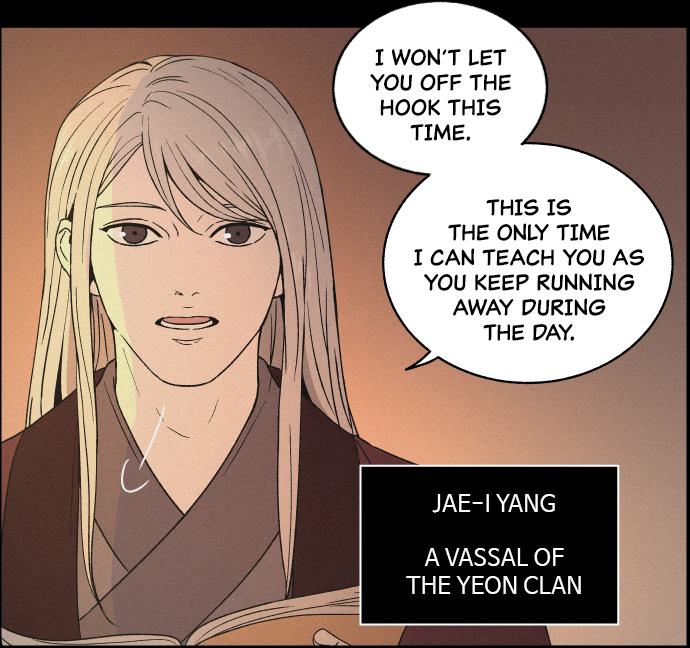 I WON'T LET
YOU OFF THE
HOOK THIS
TIME.
THIS IS
THE ONLY TIME
I CAN TEACH YOU AS
YOU KEEP RUNNING
AWAY DURING
THE DAY.
JAE-I YANG
A VASSAL OF
THE YEON CLAN